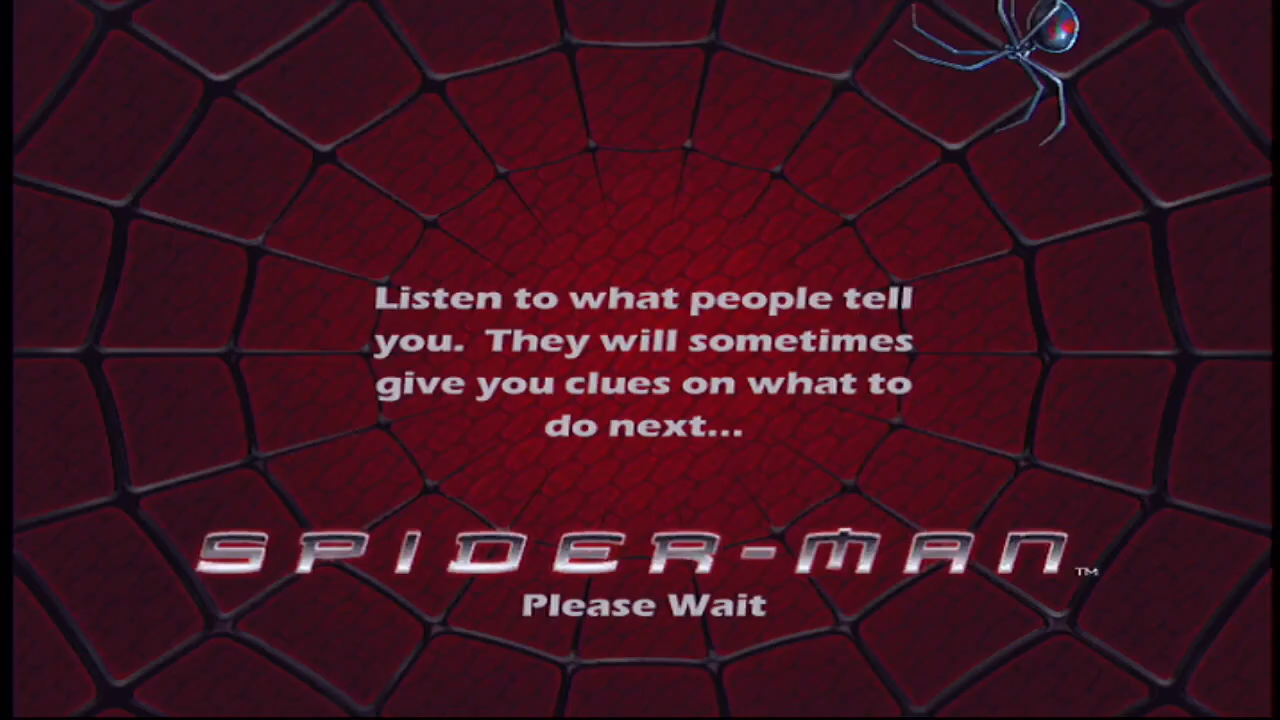 Listen to what people tell
you.  They will sometimes
give you clues on what to
do next...
SPIDER-MAN™
Please Wait